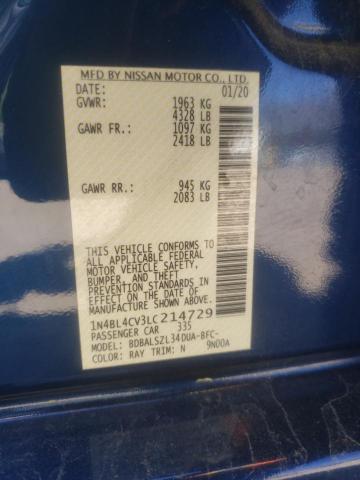 MFD BY NISSAN MOTOR CO., LTD.
DATE: 01/20
GVWR: 1963 KG
4328 LB
GAWR FR.: 1097 KG
2418 LB
GAWR RR.: 945 KG
2083 LB
THIS VEHICLE CONFORMS TO
ALL APPLICABLE FEDERAL
MOTOR VEHICLE SAFETY,
BUMPER, AND THEFT
PREVENTION STANDARDS
IN EFFECT ON THE DATE OF
MANUFACTURE SHOWN ABOVE.
1N4BL4CV3LC214729
PASSENGER CAR 335
MODEL: BDBALSZL34DUA-BFC-
COLOR: RAY TRIM: N 9N00A